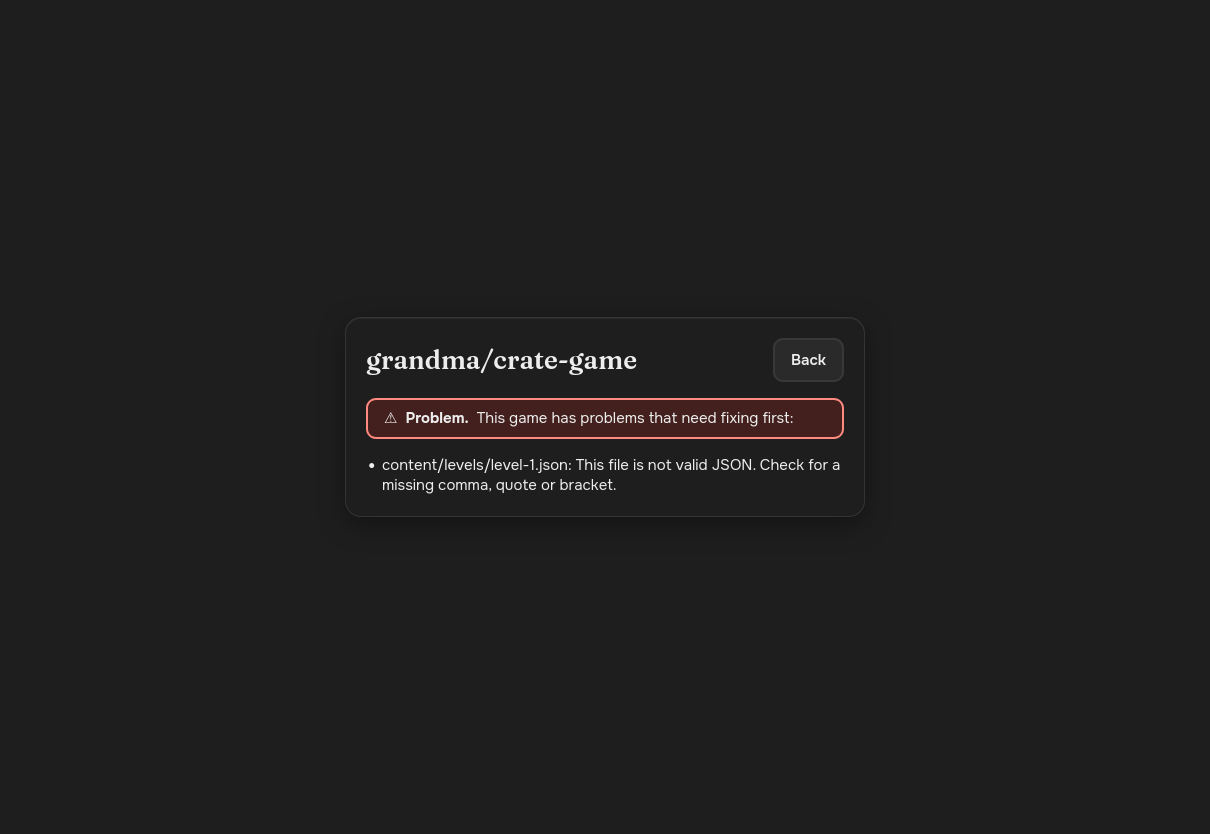 grandma/crate-game
Back
⚠ Problem. This game has problems that need fixing first:
• content/levels/level-1.json: This file is not valid JSON. Check for a
missing comma, quote or bracket.